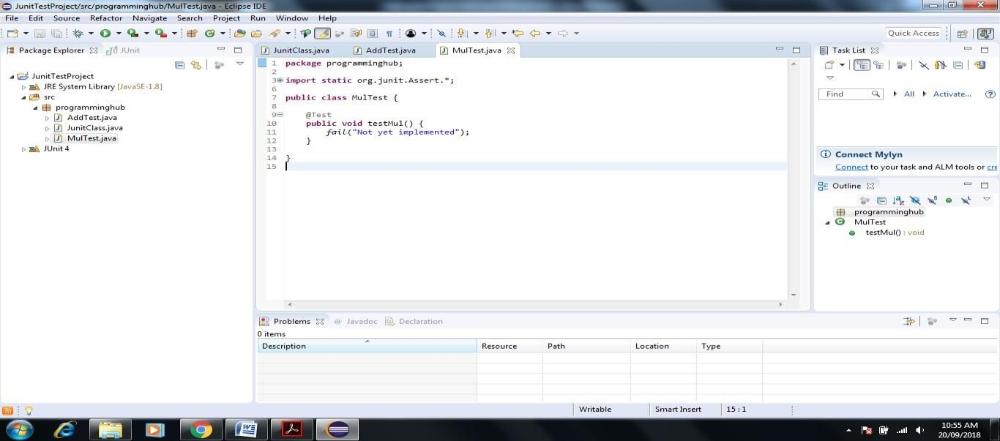 JunitTestProject/src/programminghub/MulTest.java - Eclipse IDE
File Edit Source Refactor Navigate Search Project Run Window Help
Quick Access
Package Explorer JUnit
JunitTestProject
JRE System Library [JavaSE-1.8]
src
programminghub
AddTest.java
JunitClass.java
MulTest.java
JUnit 4
JunitClass.java AddTest.java MulTest.java
1 package programminghub;
2
3 import static org.junit.Assert.*;
6
7 public class MulTest {
8
9 @Test
10 public void testMul() {
11 fail("Not yet implemented");
12 }
13
14 }
15
Task List
Find All Activate...
Connect Mylyn
Connect to your task and ALM tools or cre
Outline
programminghub
MulTest
testMul() : void
Problems Javadoc Declaration
0 items
Description Resource Path Location Type
Writable Smart Insert 15 : 1
10:55 AM
20/09/2018